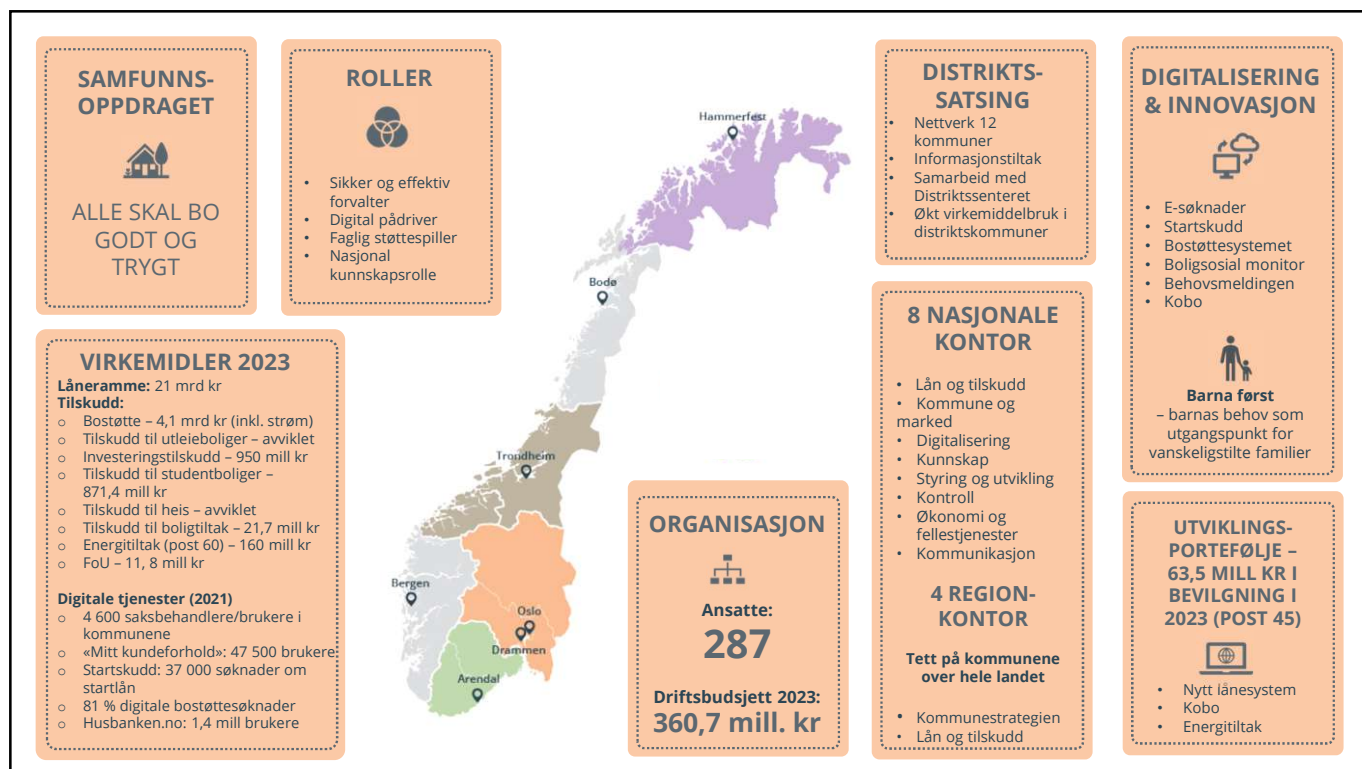 SAMFUNNS-
OPPDRAGET
ALLE SKAL BO
GODT OG
TRYGT
ROLLER
• Sikker og effektiv
forvalter
• Digital pådriver
• Faglig støttespiller
• Nasjonal
kunnskapsrolle
VIRKEMIDLER 2023
Låneramme: 21 mrd kr
Tilskudd:
o Bostøtte – 4,1 mrd kr (inkl. strøm)
o Tilskudd til utleieboliger – avviklet
o Investeringstilskudd – 950 mill kr
o Tilskudd til studentboliger –
871,4 mill kr
o Tilskudd til heis – avviklet
o Tilskudd til boligtiltak – 21,7 mill kr
o Energitiltak (post 60) – 160 mill kr
o FoU – 11, 8 mill kr
Digitale tjenester (2021)
o 4 600 saksbehandlere/brukere i
kommunene
o «Mitt kundeforhold»: 47 500 brukere
o Startskudd: 37 000 søknader om
startlån
o 81 % digitale bostøttesøknader
o Husbanken.no: 1,4 mill brukere
Hammerfest
Bodø
Trondheim
Bergen
Oslo
Drammen
Arendal
ORGANISASJON
Ansatte:
287
Driftsbudsjett 2023:
360,7 mill. kr
DISTRIKTS-
SATSING
• Nettverk 12
kommuner
• Informasjonstiltak
• Samarbeid med
Distriktssenteret
• Økt virkemiddelbruk i
distriktskommuner
8 NASJONALE
KONTOR
• Lån og tilskudd
• Kommune og
marked
• Digitalisering
• Kunnskap
• Styring og utvikling
• Kontroll
• Økonomi og
fellestjenester
• Kommunikasjon
4 REGION-
KONTOR
Tett på kommunene
over hele landet
• Kommunestrategien
• Lån og tilskudd
DIGITALISERING
& INNOVASJON
• E-søknader
• Startskudd
• Bostøttesystemet
• Boligsosial monitor
• Behovsmeldingen
• Kobo
Barna først
– barnas behov som
utgangspunkt for
vanskeligstilte familier
UTVIKLINGS-
PORTEFØLJE –
63,5 MILL KR I
BEVILGNING I
2023 (POST 45)
• Nytt lånesystem
• Kobo
• Energitiltak